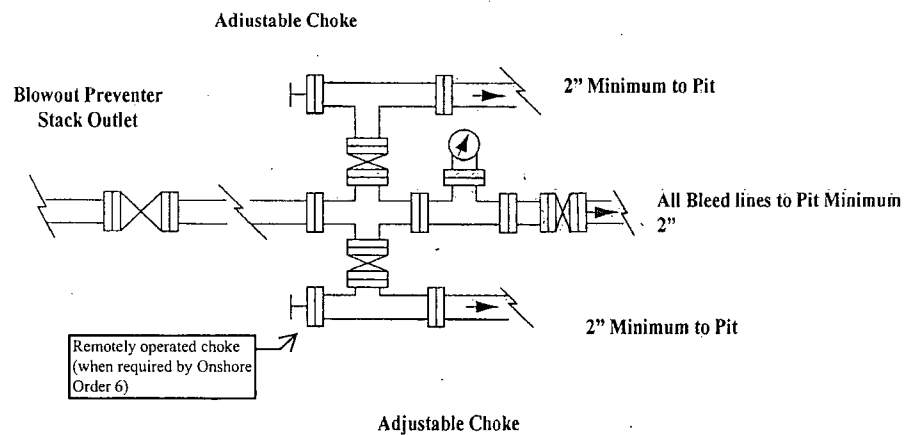 Adjustable Choke
Blowout Preventer
Stack Outlet
2” Minimum to Pit
All Bleed lines to Pit Minimum
2”
2” Minimum to Pit
Remotely operated choke
(when required by Onshore
Order 6)
Adjustable Choke